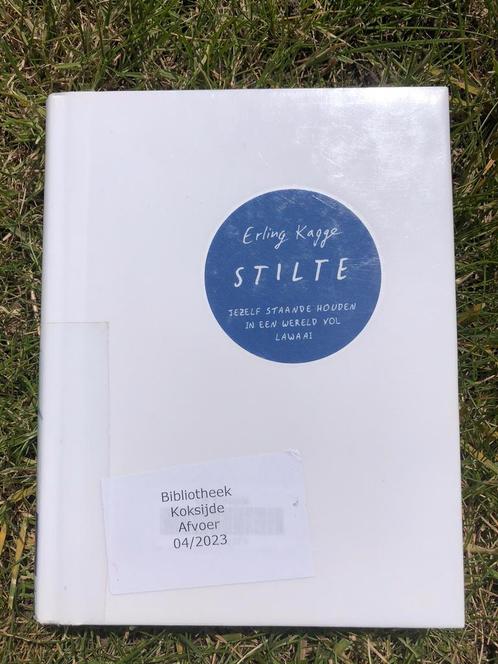 Erling Kagge
STILTE
JEZELF STAANDE HOUDEN
IN EEN WERELD VOL
LAWAAI
Bibliotheek
Koksijde
Afvoer
04/2023